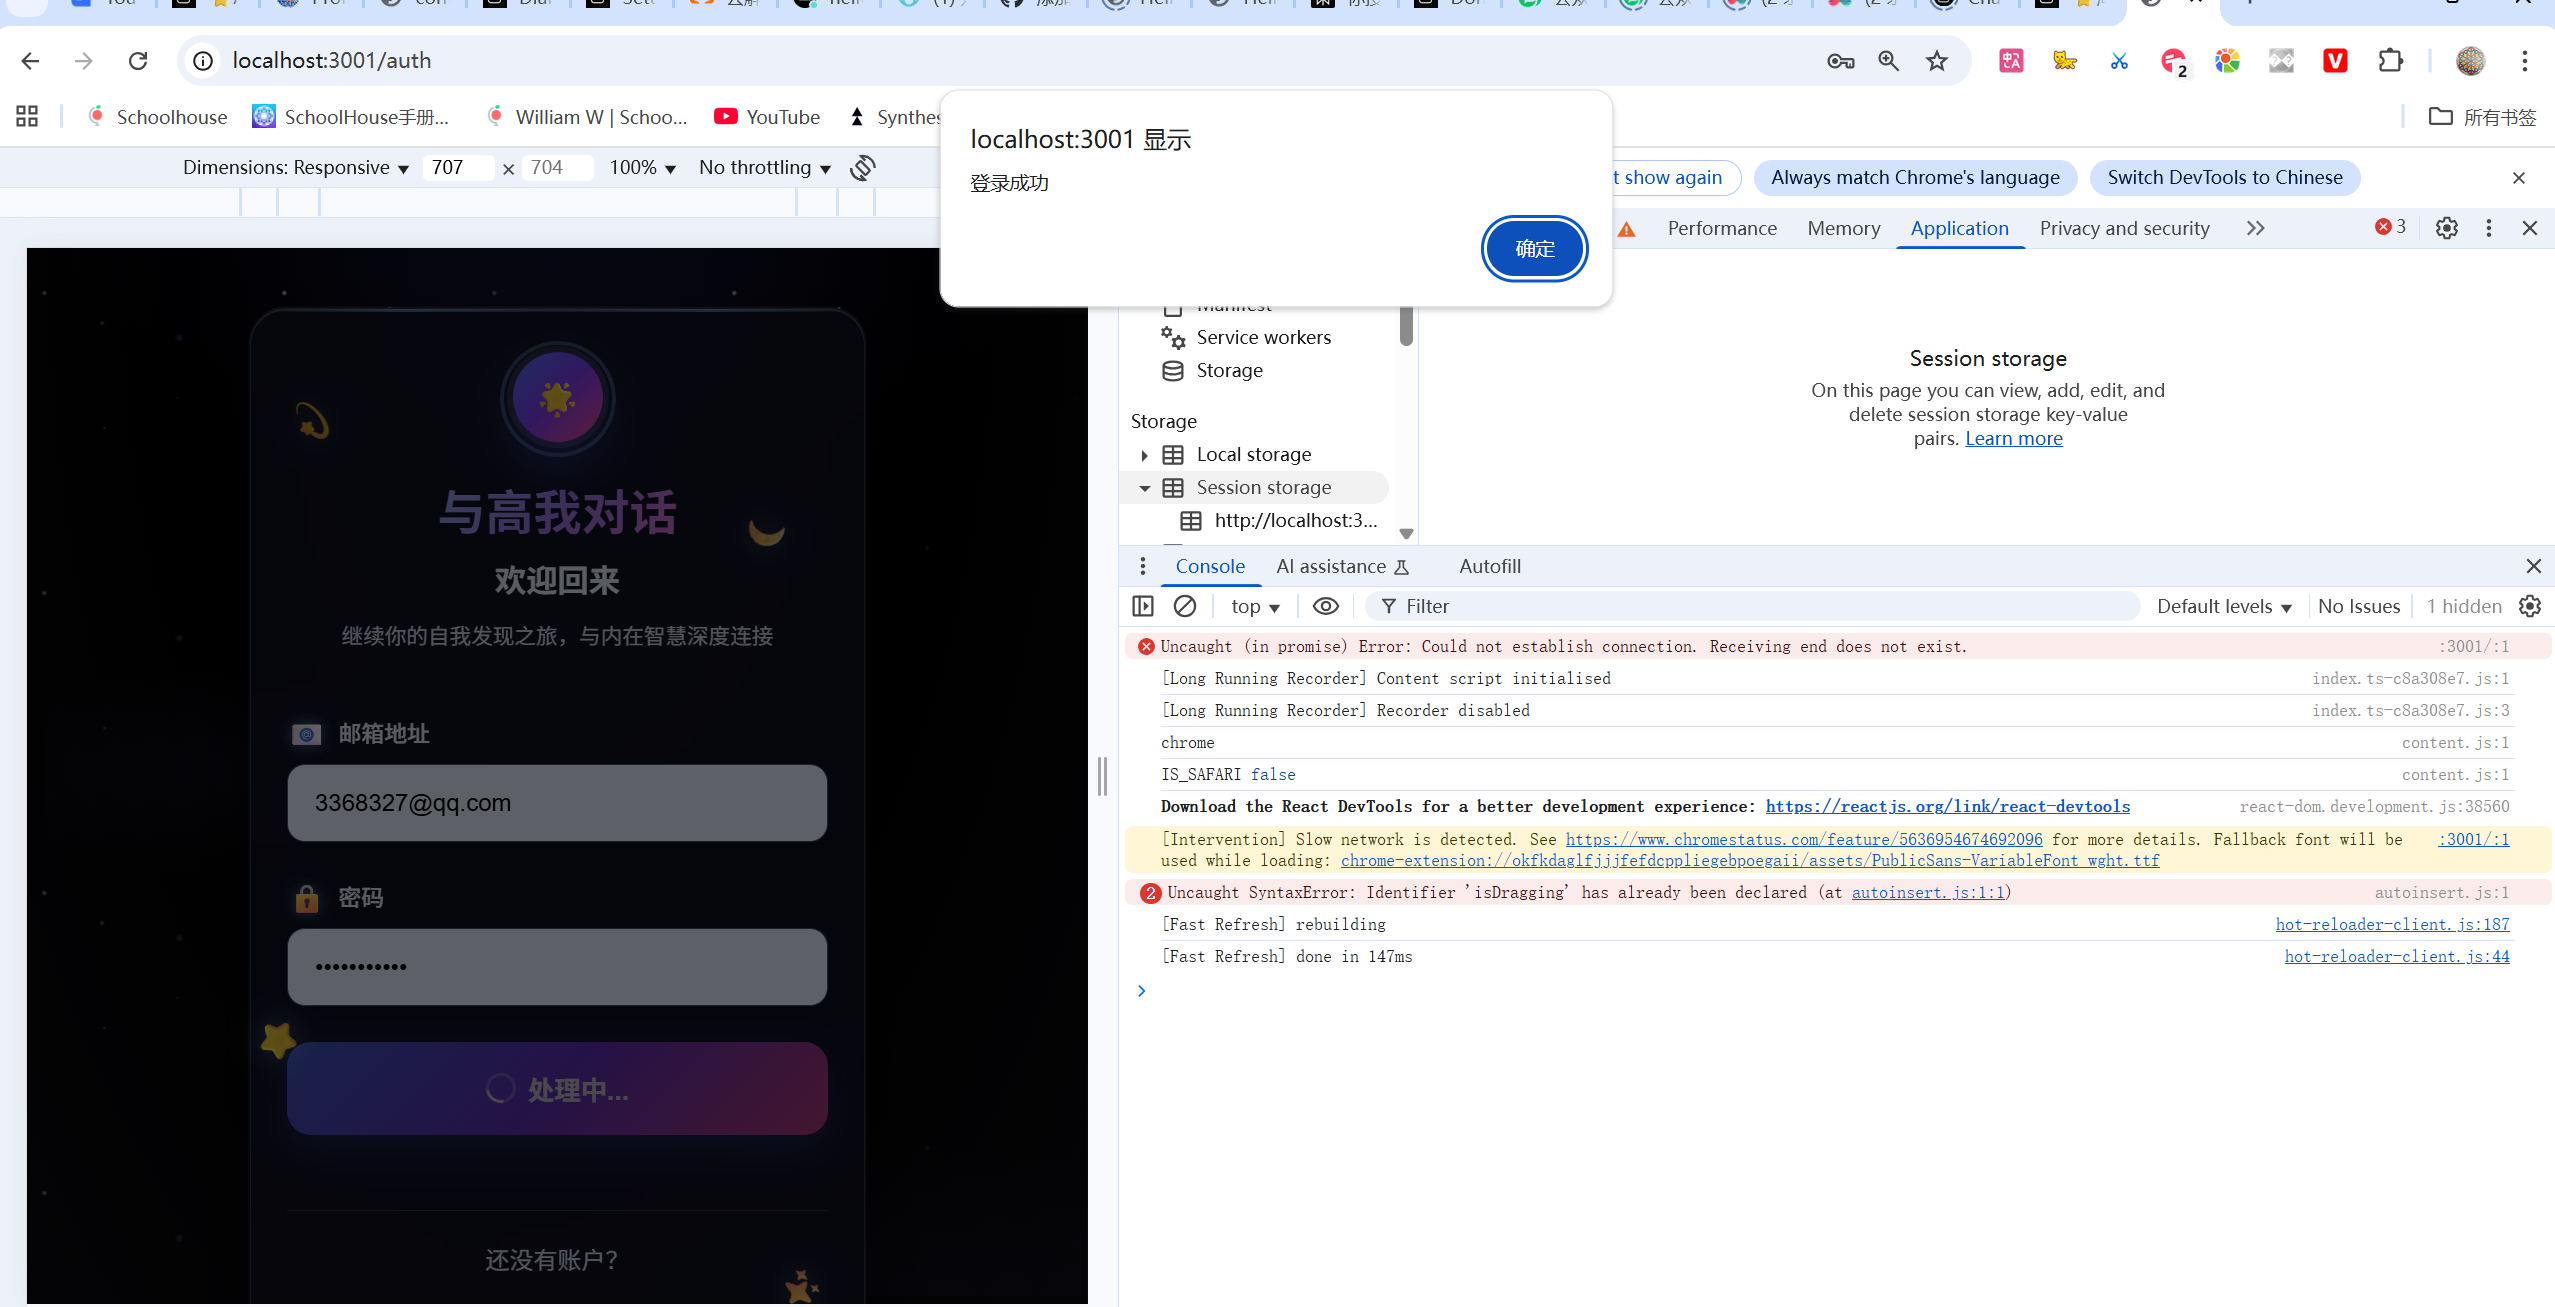 localhost:3001/auth
2
Schoolhouse
SchoolHouse手册...
William W | Schoo...
YouTube
所有书签
localhost:3001 显示
登录成功
确定
Dimensions: Responsive
707 × 704
100%
No throttling
t show again
Always match Chrome's language
Switch DevTools to Chinese
Performance
Memory
Application
Privacy and security
3
与高我对话
欢迎回来
继续你的自我发现之旅，与内在智慧深度连接
邮箱地址
3368327@qq.com
密码
处理中...
还没有账户？
Manifest
Service workers
Storage
Storage
Local storage
Session storage
http://localhost:3...
Session storage
On this page you can view, add, edit, and
delete session storage key-value
pairs. Learn more
Console
AI assistance
Autofill
top
Filter
Default levels
No Issues
1 hidden
Uncaught (in promise) Error: Could not establish connection. Receiving end does not exist. :3001/:1
[Long Running Recorder] Content script initialised index.ts-c8a308e7.js:1
[Long Running Recorder] Recorder disabled index.ts-c8a308e7.js:3
chrome content.js:1
IS_SAFARI false content.js:1
Download the React DevTools for a better development experience: https://reactjs.org/link/react-devtools react-dom.development.js:38560
[Intervention] Slow network is detected. See https://www.chromestatus.com/feature/5636954674692096 for more details. Fallback font will be :3001/:1
used while loading: chrome-extension://okfkdaglfjjjfefdcppliegebpoegaii/assets/PublicSans-VariableFont_wght.ttf
2 Uncaught SyntaxError: Identifier 'isDragging' has already been declared (at autoinsert.js:1:1) autoinsert.js:1
[Fast Refresh] rebuilding hot-reloader-client.js:187
[Fast Refresh] done in 147ms hot-reloader-client.js:44